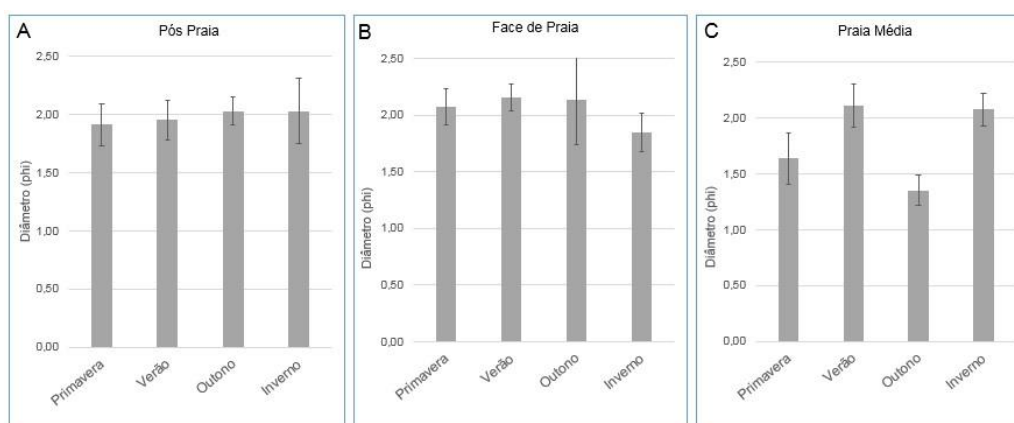 A
Pós Praia
Diâmetro (phi)
2,50
2,00
1,50
1,00
0,50
0,00
Primavera
Verão
Outono
Inverno
B
Face de Praia
Diâmetro (phi)
2,50
2,00
1,50
1,00
0,50
0,00
Primavera
Verão
Outono
Inverno
C
Praia Média
Diâmetro (phi)
2,50
2,00
1,50
1,00
0,50
0,00
Primavera
Verão
Outono
Inverno